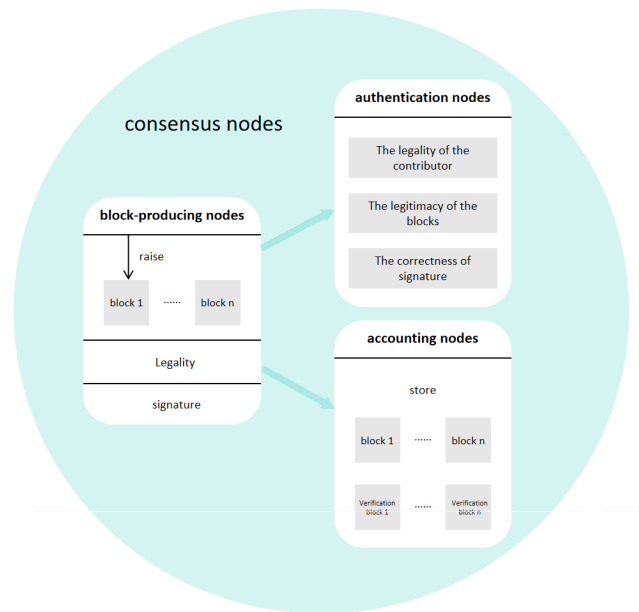 consensus nodes
block-producing nodes
raise
block 1 ...... block n
Legality
signature
authentication nodes
The legality of the
contributor
The legitimacy of the
blocks
The correctness of
signature
accounting nodes
store
block 1 ...... block n
Verification
block 1
......
Verification
block n